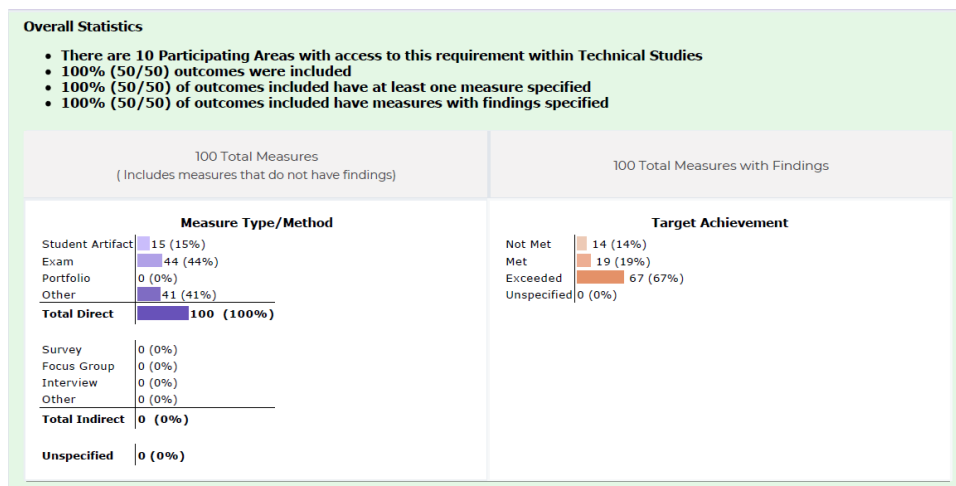 Overall Statistics
• There are 10 Participating Areas with access to this requirement within Technical Studies
• 100% (50/50) outcomes were included
• 100% (50/50) of outcomes included have at least one measure specified
• 100% (50/50) of outcomes included have measures with findings specified
100 Total Measures
( Includes measures that do not have findings)
100 Total Measures with Findings
Measure Type/Method
Student Artifact 15 (15%)
Exam 44 (44%)
Portfolio 0 (0%)
Other 41 (41%)
Total Direct 100 (100%)
Survey 0 (0%)
Focus Group 0 (0%)
Interview 0 (0%)
Other 0 (0%)
Total Indirect 0 (0%)
Unspecified 0 (0%)
Target Achievement
Not Met 14 (14%)
Met 19 (19%)
Exceeded 67 (67%)
Unspecified 0 (0%)